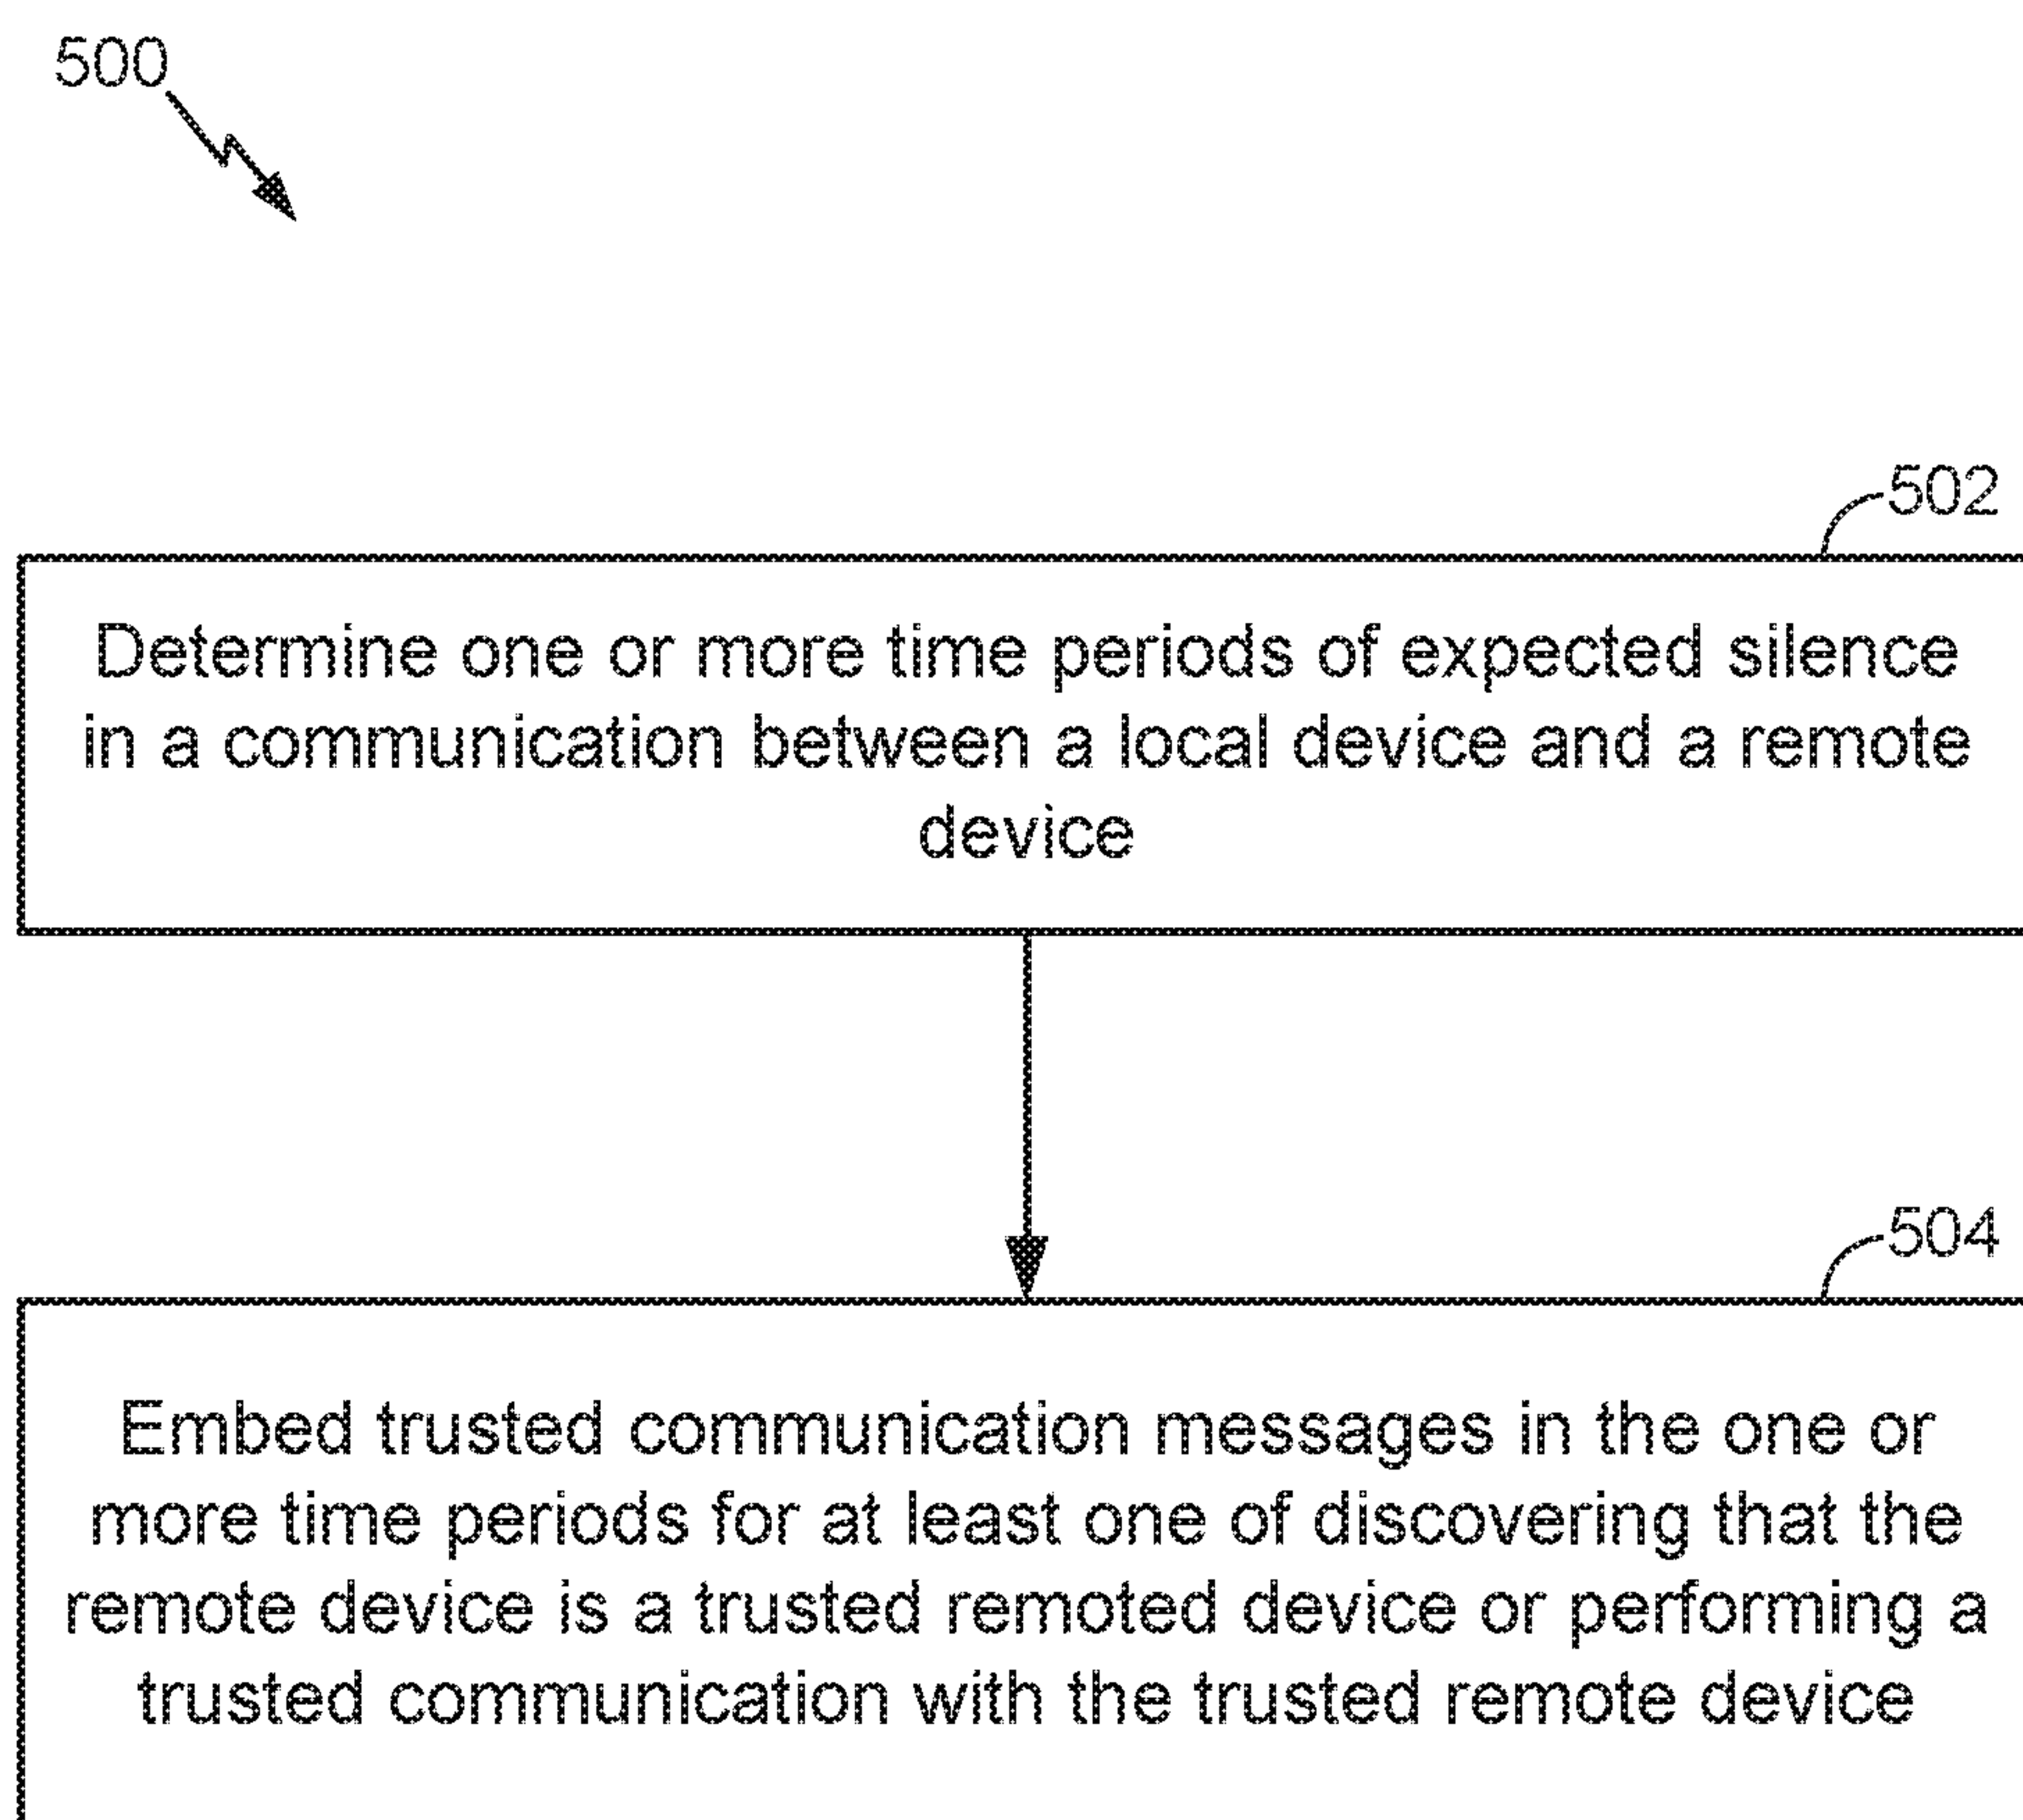 500
502
Determine one or more time periods of expected silence
in a communication between a local device and a remote
device
504
Embed trusted communication messages in the one or
more time periods for at least one of discovering that the
remote device is a trusted remoted device or performing a
trusted communication with the trusted remote device